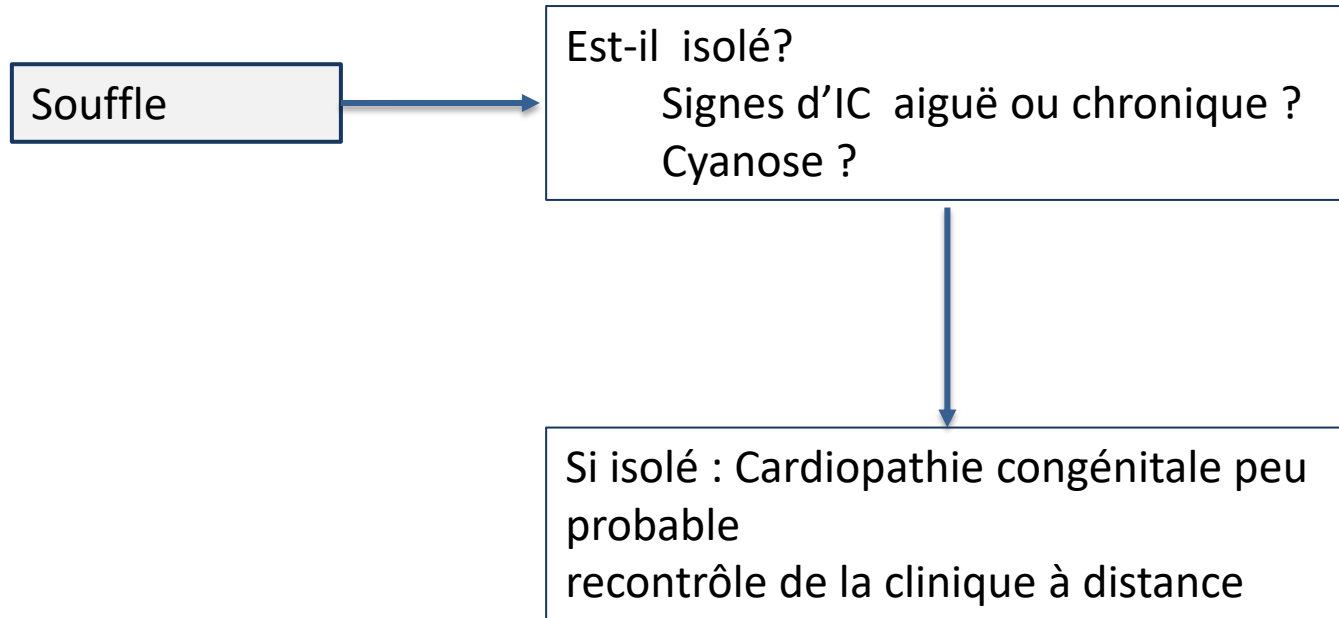 Souffle
Est-il isolé?
Signes d’IC aiguë ou chronique ?
Cyanose ?
Si isolé : Cardiopathie congénitale peu
probable
recontrôle de la clinique à distance